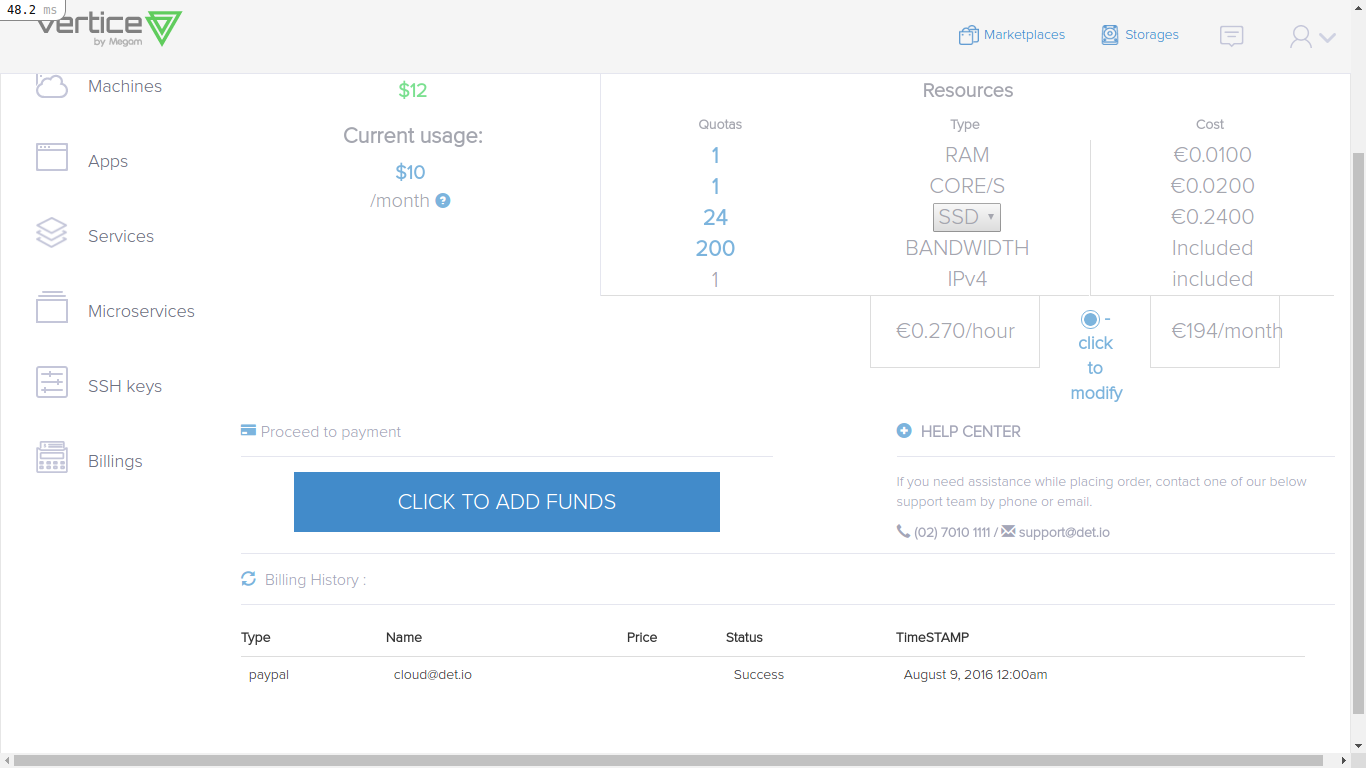 48.2 ms
vertice
by Megam
Marketplaces
Storages
Machines
Apps
Services
Microservices
SSH keys
Billings
$12
Current usage:
$10
/month ?
Resources
Quotas Type Cost
1 RAM €0.0100
1 CORE/S €0.0200
24 SSD €0.2400
200 BANDWIDTH Included
1 IPv4 included
€0.270/hour
- click
to
modify
€194/month
Proceed to payment
CLICK TO ADD FUNDS
HELP CENTER
If you need assistance while placing order, contact one of our below
support team by phone or email.
(02) 7010 1111 / support@det.io
Billing History :
Type Name Price Status TimeSTAMP
paypal cloud@det.io Success August 9, 2016 12:00am